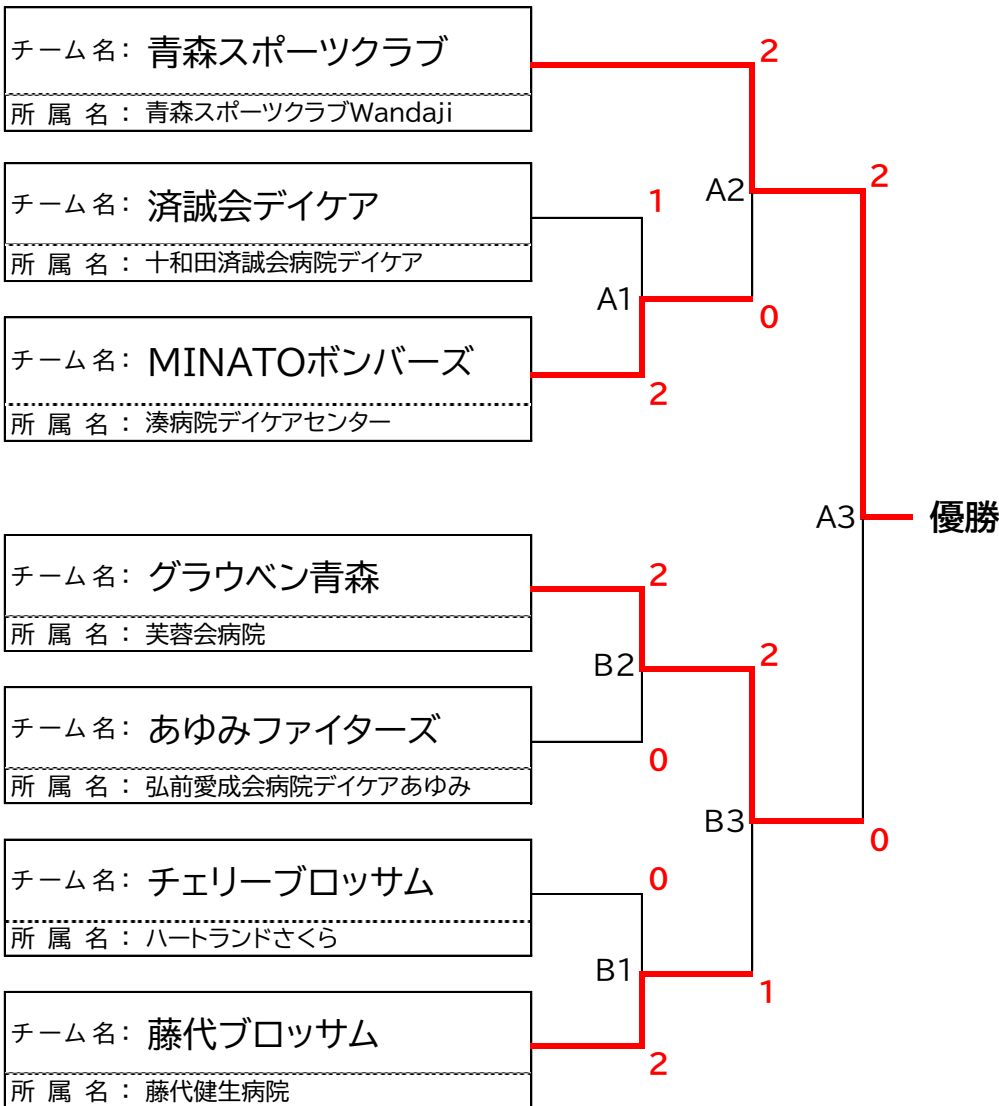 チーム名： 青森スポーツクラブ
所 属 名 ： 青森スポーツクラブWandaji
2
チーム名： 済誠会デイケア
所 属 名 ： 十和田済誠会病院デイケア
1
A2
2
A1
0
チーム名： MINATOボンバーズ
所 属 名 ： 湊病院デイケアセンター
2
A3
優勝
チーム名： グラウベン青森
所 属 名 ： 芙蓉会病院
2
B2
2
チーム名： あゆみファイターズ
所 属 名 ： 弘前愛成会病院デイケアあゆみ
0
B3
0
チーム名： チェリーブロッサム
所 属 名 ： ハートランドさくら
0
B1
1
チーム名： 藤代ブロッサム
所 属 名 ： 藤代健生病院
2